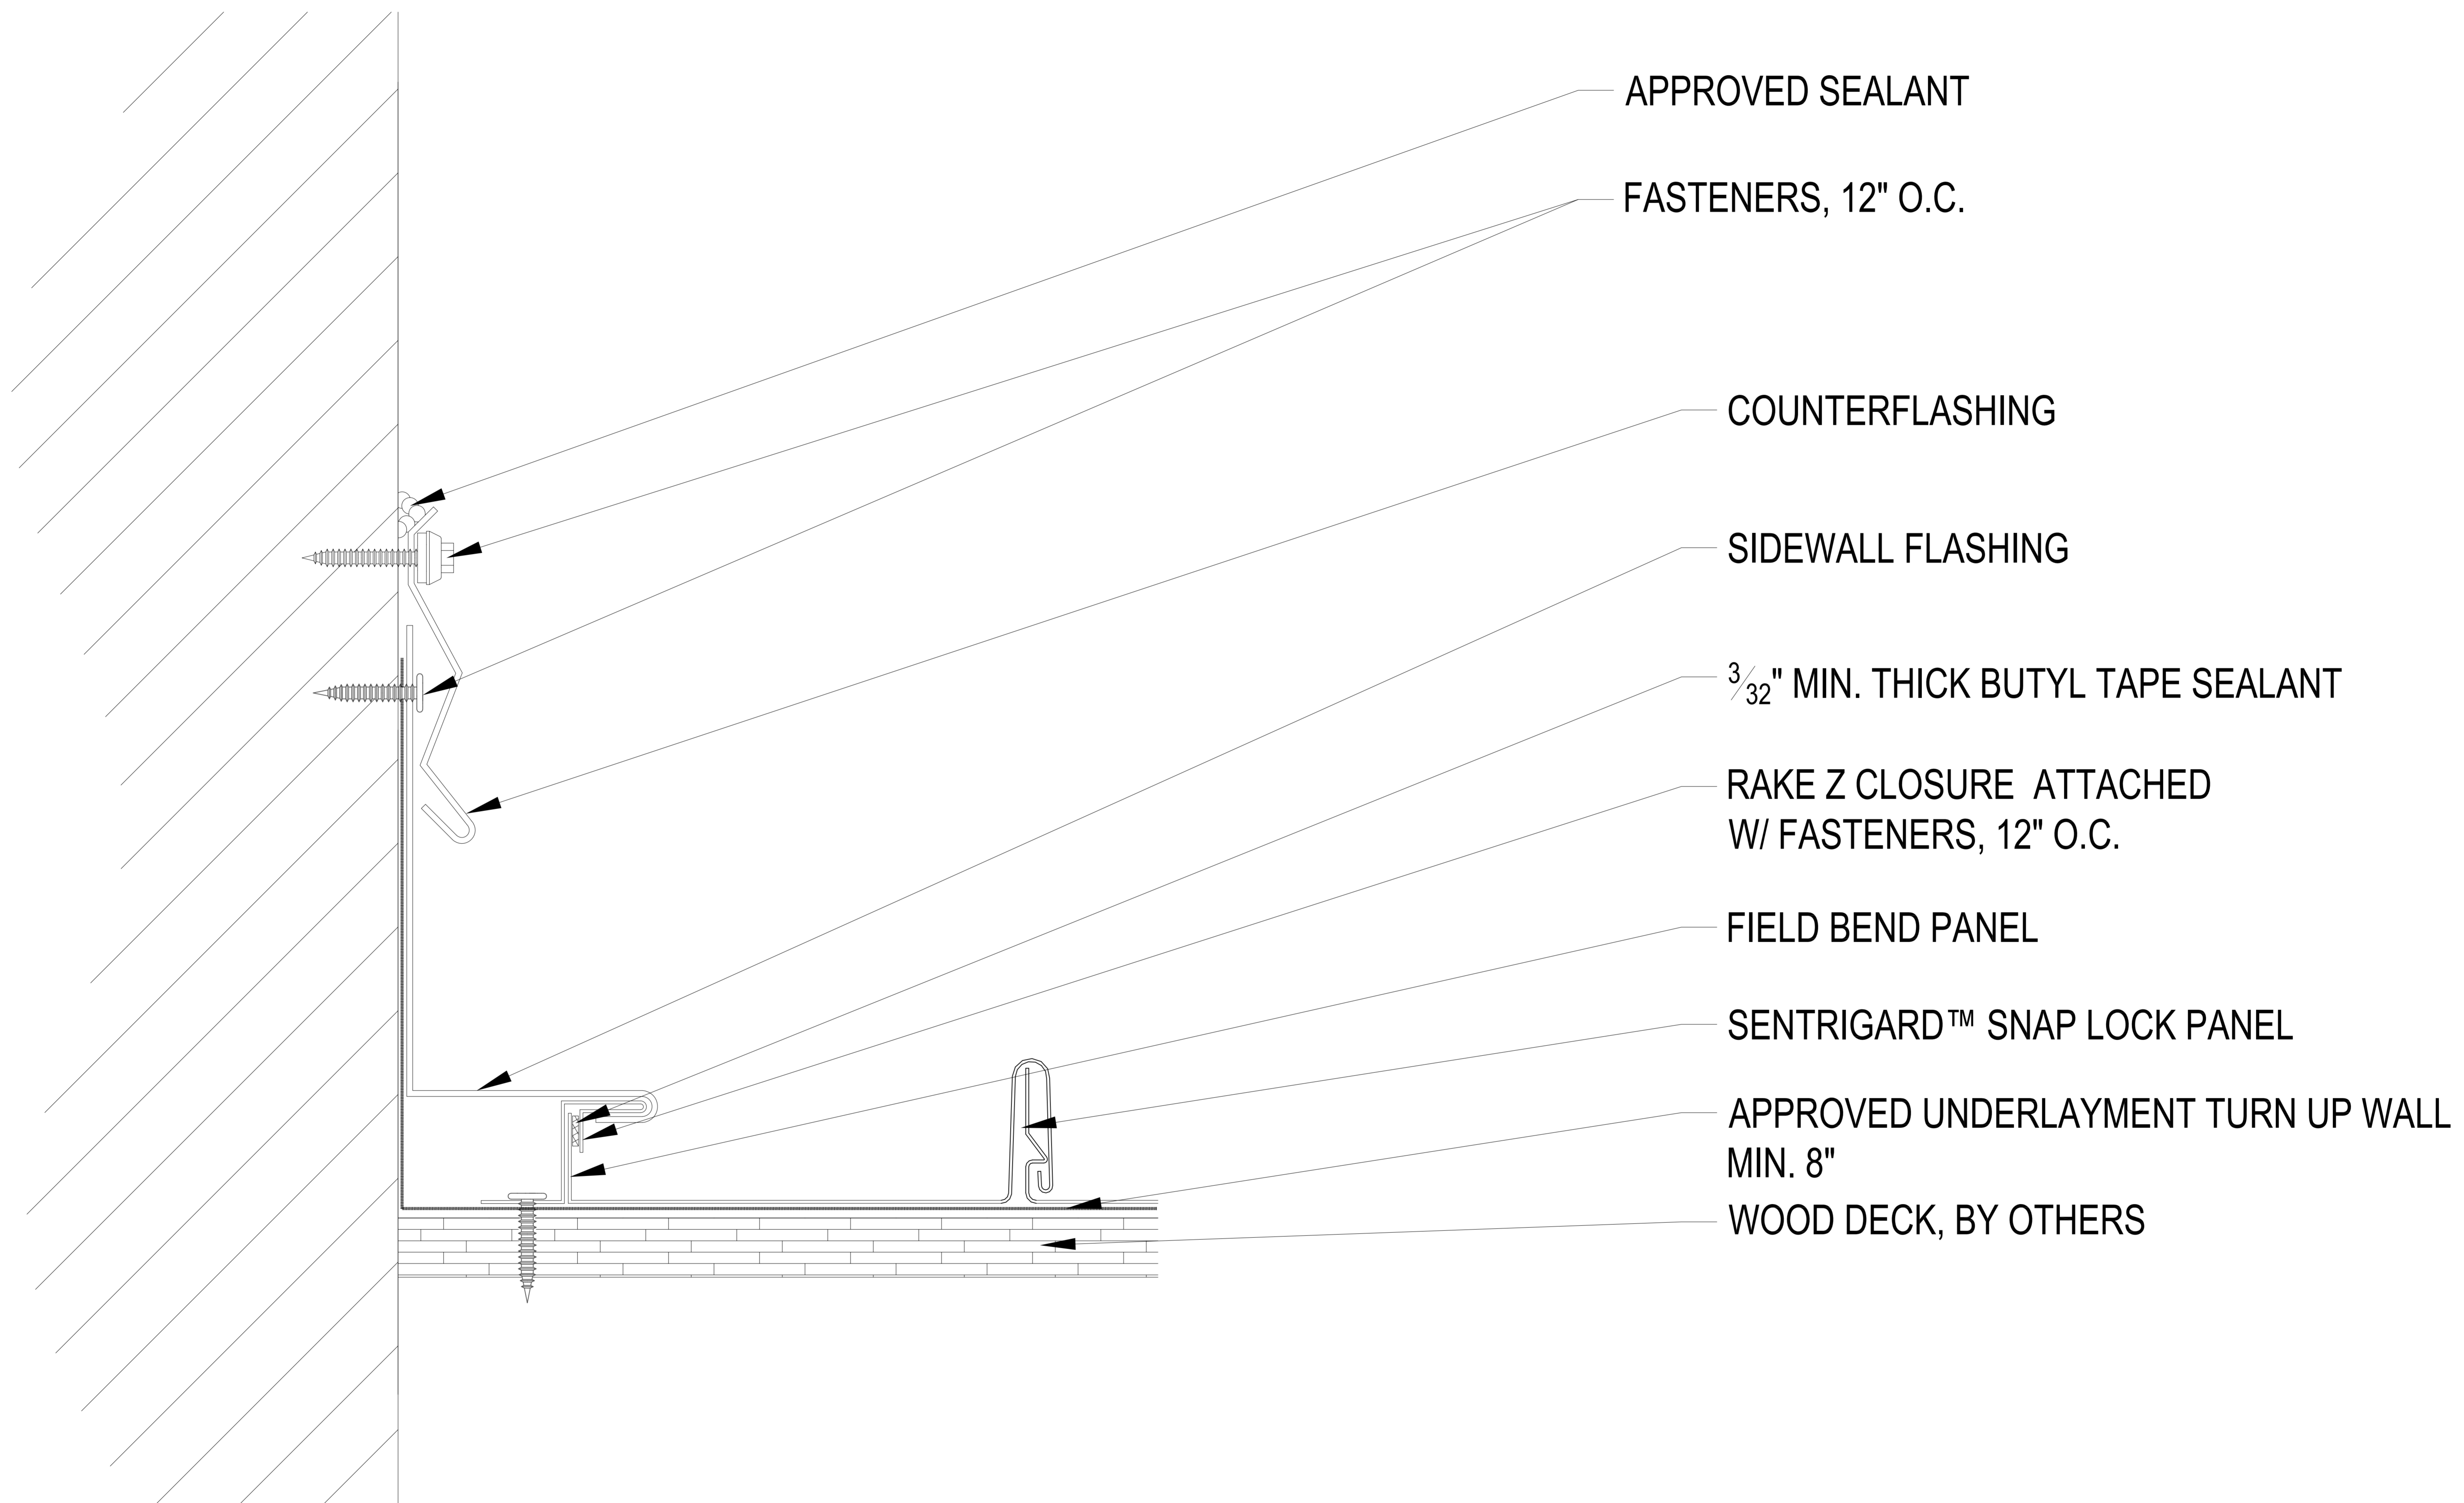 APPROVED SEALANT
FASTENERS, 12" O.C.
COUNTERFLASHING
SIDEWALL FLASHING
3/32" MIN. THICK BUTYL TAPE SEALANT
RAKE Z CLOSURE ATTACHED
W/ FASTENERS, 12" O.C.
FIELD BEND PANEL
SENTRIGARD™ SNAP LOCK PANEL
APPROVED UNDERLAYMENT TURN UP WALL
MIN. 8"
WOOD DECK, BY OTHERS